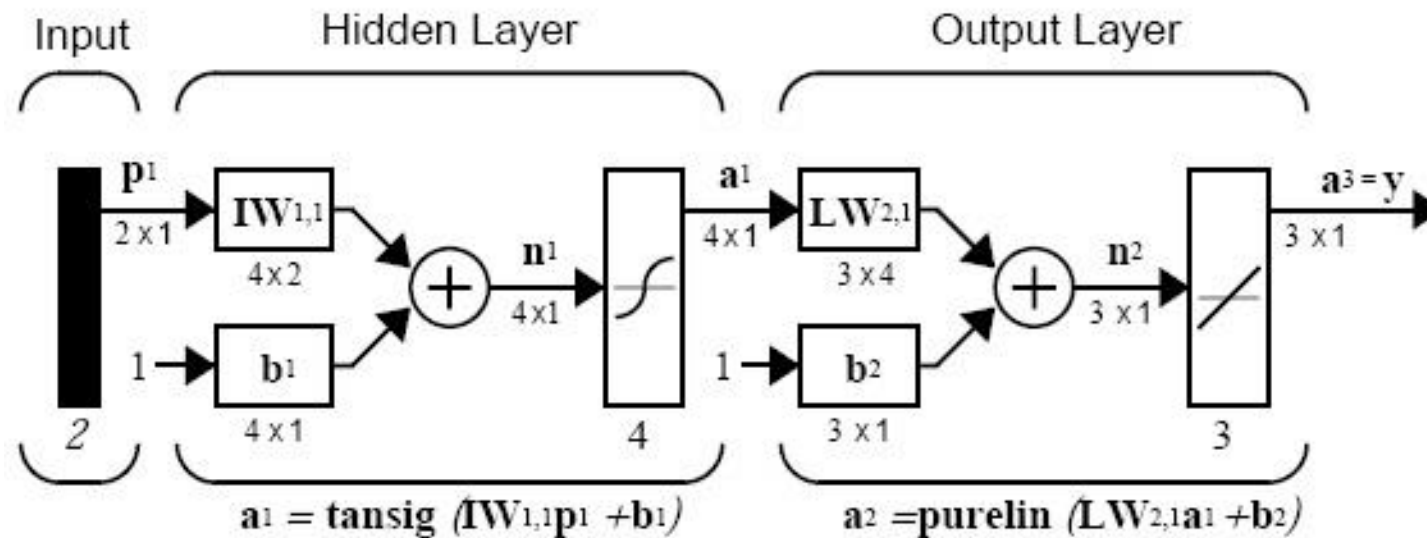 Input Hidden Layer Output Layer
p1 a1 a3 = y
IW1,1 LW2,1
2 x 1 4 x 1 3 x 1
4 x 2 n1 3 x 4 n2
4 x 1 3 x 1
1 b1 1 b2
2 4 x 1 4 3 x 1 3
a1 = tansig (IW1,1p1 +b1) a2 =purelin (LW2,1a1 +b2)